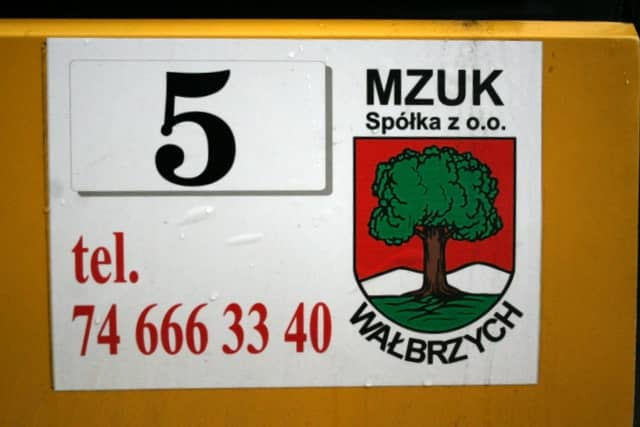 5
MZUK
Spółka z o.o.
tel.
74 666 33 40
WAŁBRZYCH